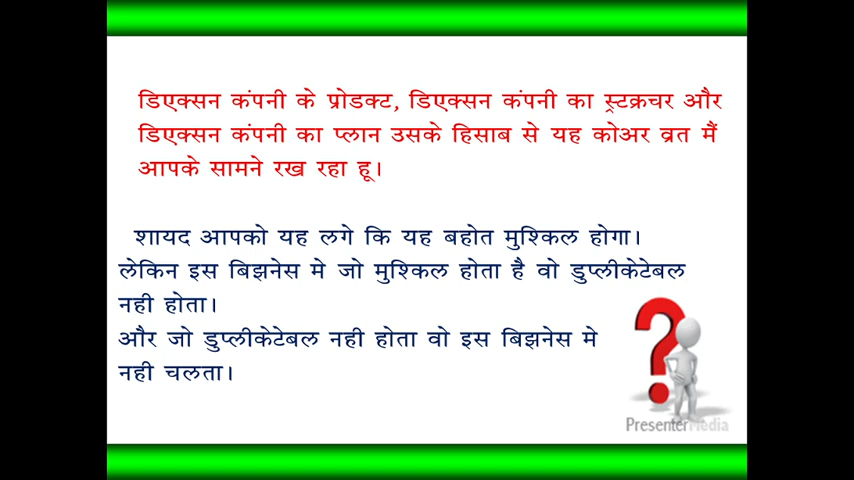 डिएक्सन कंपनी के प्रोडक्ट, डिएक्सन कंपनी का स्ट्रक्चर और
डिएक्सन कंपनी का प्लान उसके हिसाब से यह कोअर व्रत मैं
आपके सामने रख रहा हू।
शायद आपको यह लगे कि यह बहोत मुश्किल होगा।
लेकिन इस बिझनेस मे जो मुश्किल होता है वो डुप्लीकेटेबल
नही होता।
और जो डुप्लीकेटेबल नही होता वो इस बिझनेस मे
नही चलता।
PresenterMedia